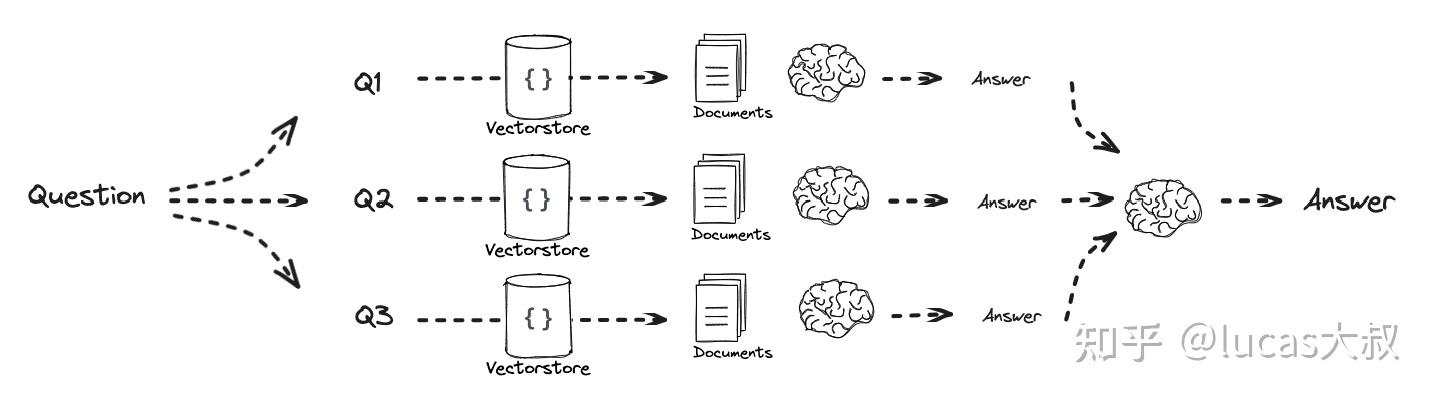 Question
Q1
{ }
Vectorstore
Documents
Answer
Q2
{ }
Vectorstore
Documents
Answer
Q3
{ }
Vectorstore
Documents
Answer
Answer
知乎 @lucas大叔